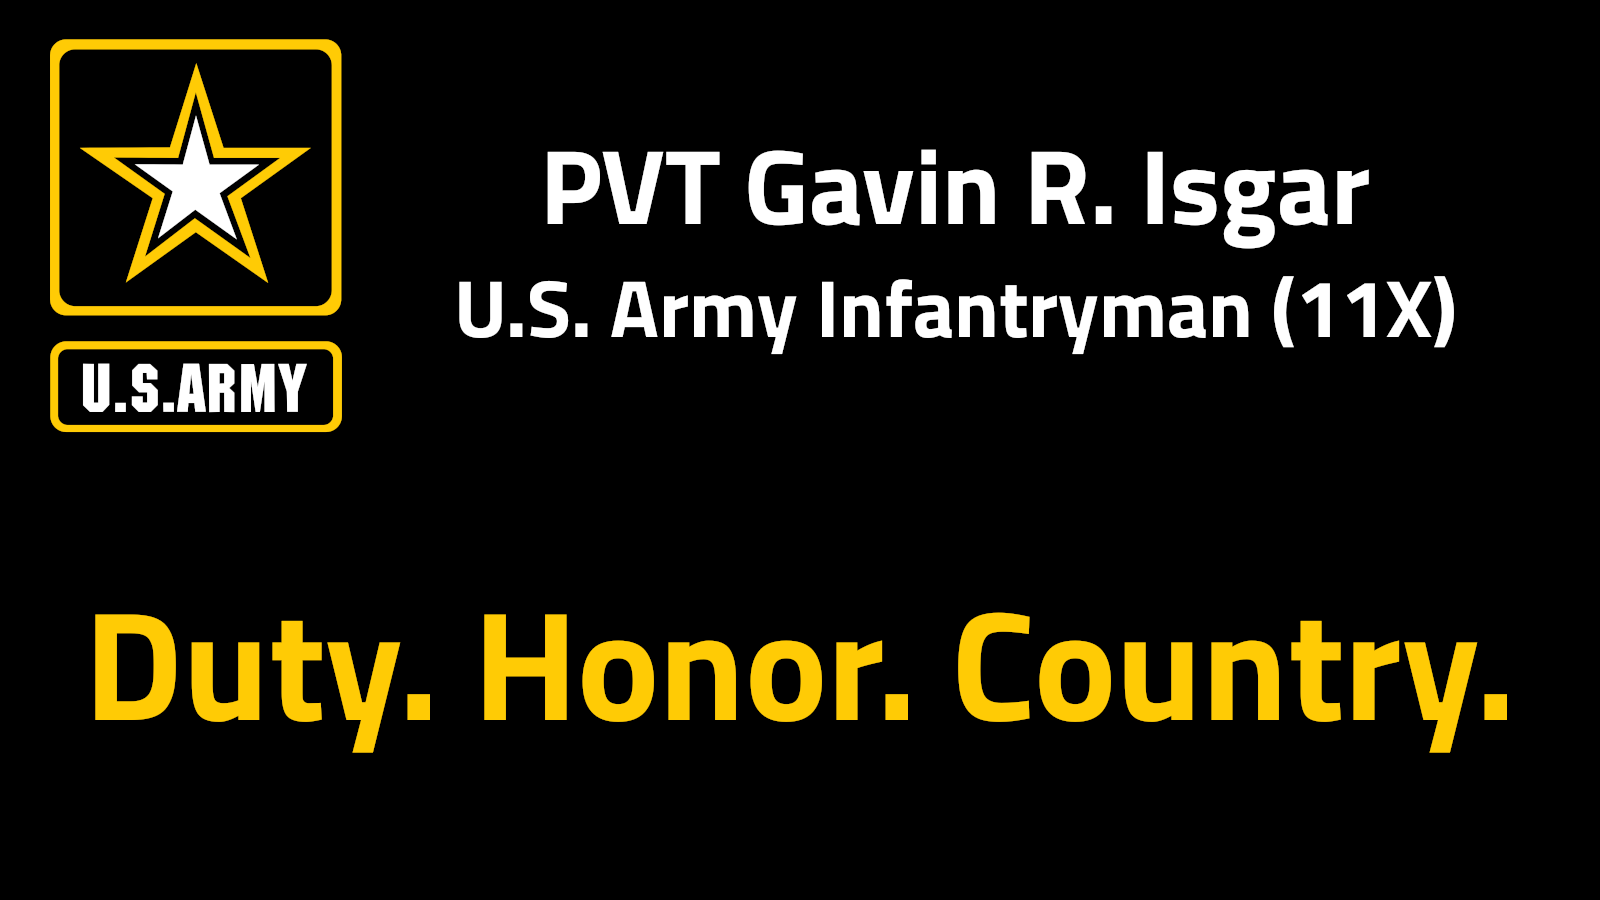 PVT Gavin R. Isgar
U.S. Army Infantryman (11X)
U.S.ARMY
Duty. Honor. Country.